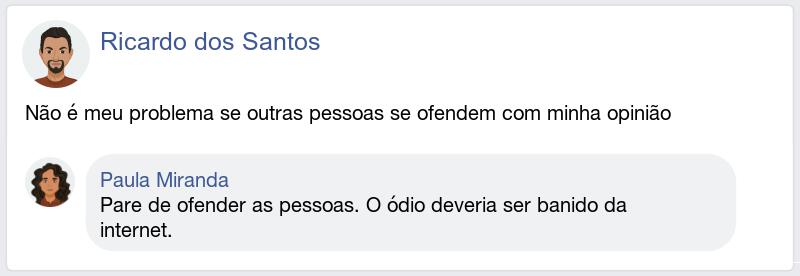 Ricardo dos Santos
Não é meu problema se outras pessoas se ofendem com minha opinião
Paula Miranda
Pare de ofender as pessoas. O ódio deveria ser banido da
internet.